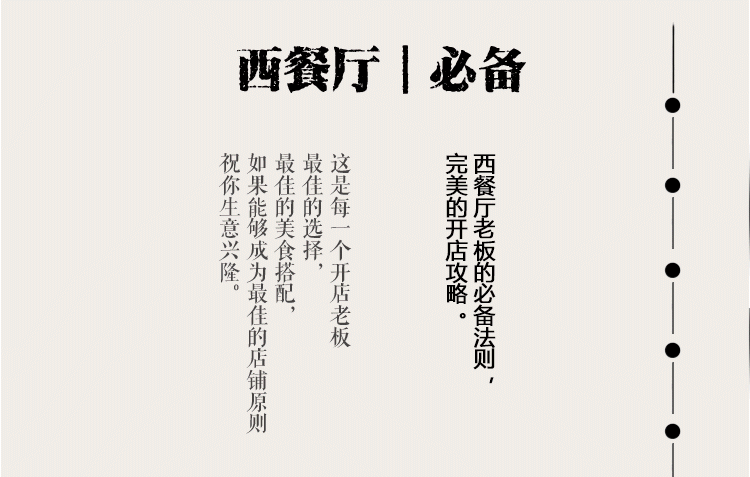 西餐厅｜必备
西餐厅老板的必备法则，
完美的开店攻略。
这是每一个开店老板
最佳的选择，
最佳的美食搭配，
如果能够成为最佳的店铺原则
祝你生意兴隆。